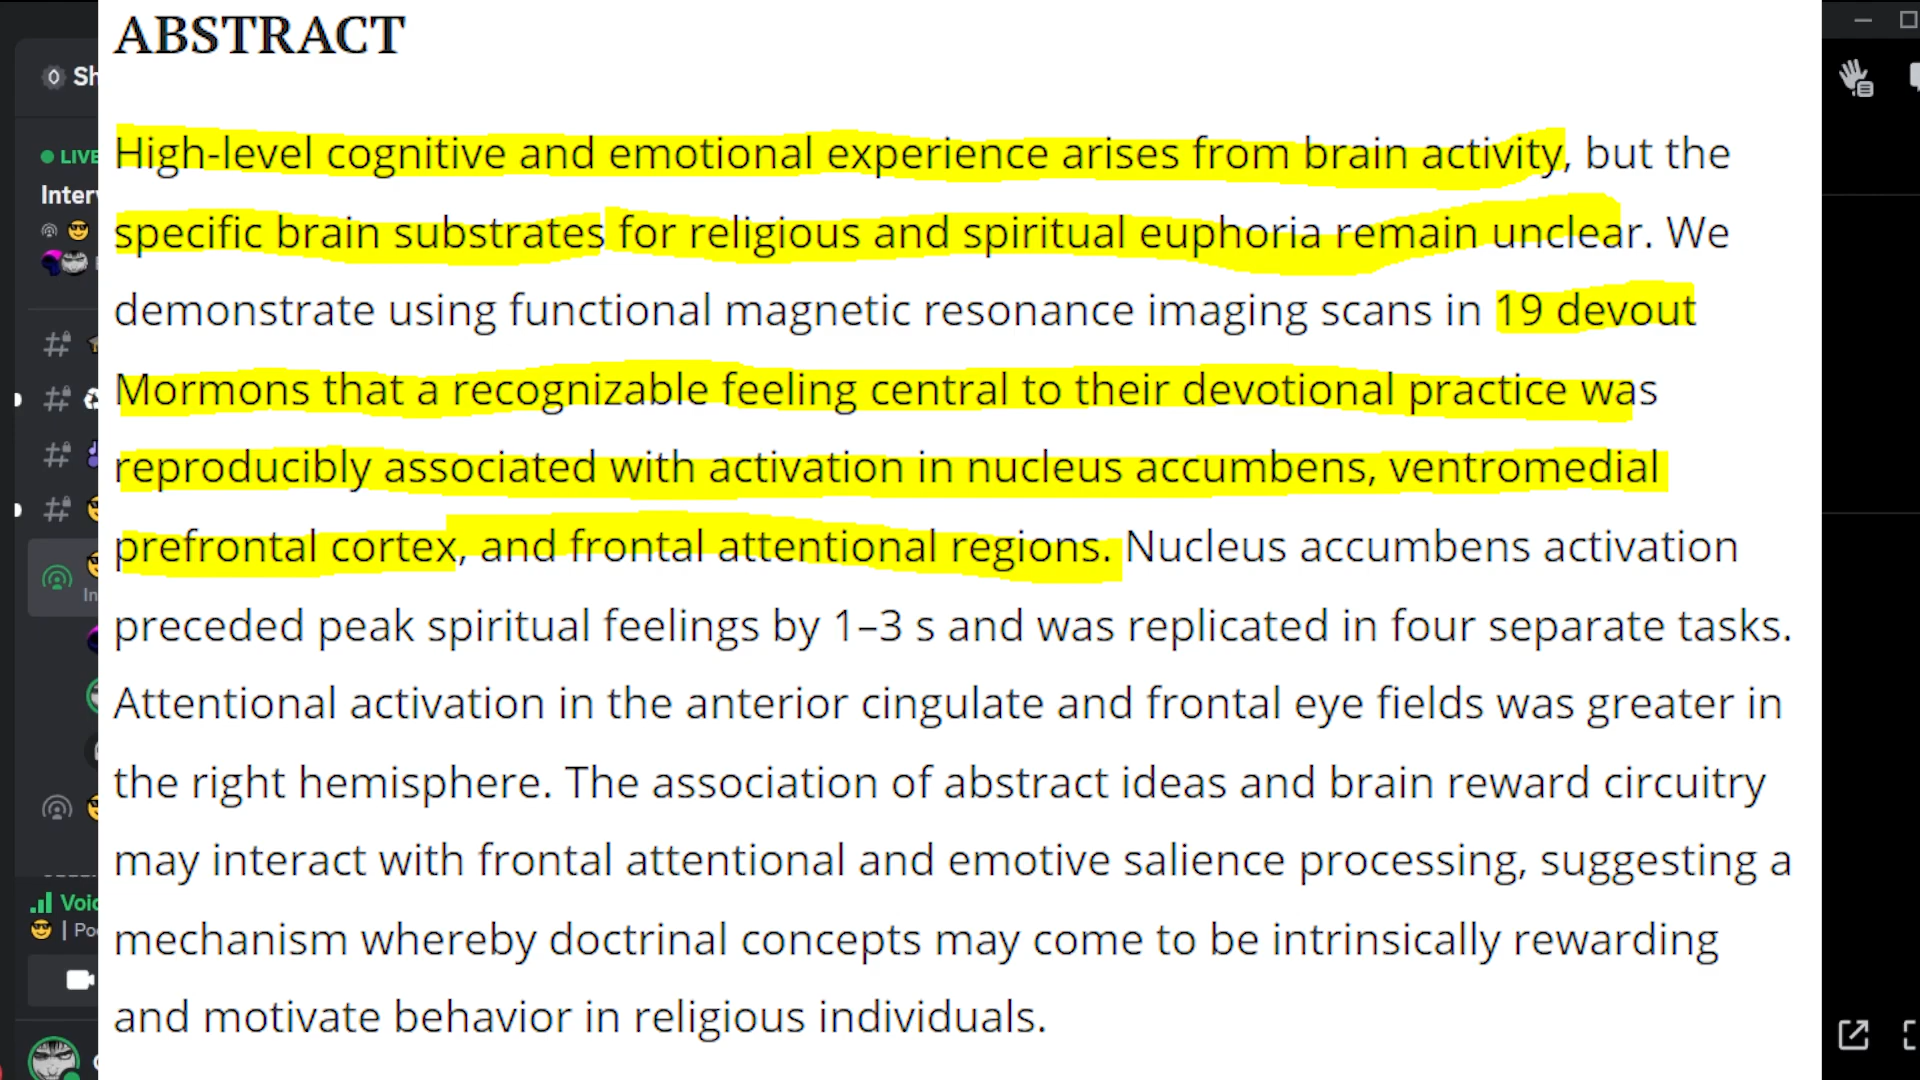 ABSTRACT
High-level cognitive and emotional experience arises from brain activity, but the
specific brain substrates for religious and spiritual euphoria remain unclear. We
demonstrate using functional magnetic resonance imaging scans in 19 devout
Mormons that a recognizable feeling central to their devotional practice was
reproducibly associated with activation in nucleus accumbens, ventromedial
prefrontal cortex, and frontal attentional regions. Nucleus accumbens activation
preceded peak spiritual feelings by 1–3 s and was replicated in four separate tasks.
Attentional activation in the anterior cingulate and frontal eye fields was greater in
the right hemisphere. The association of abstract ideas and brain reward circuitry
may interact with frontal attentional and emotive salience processing, suggesting a
mechanism whereby doctrinal concepts may come to be intrinsically rewarding
and motivate behavior in religious individuals.
LIVE